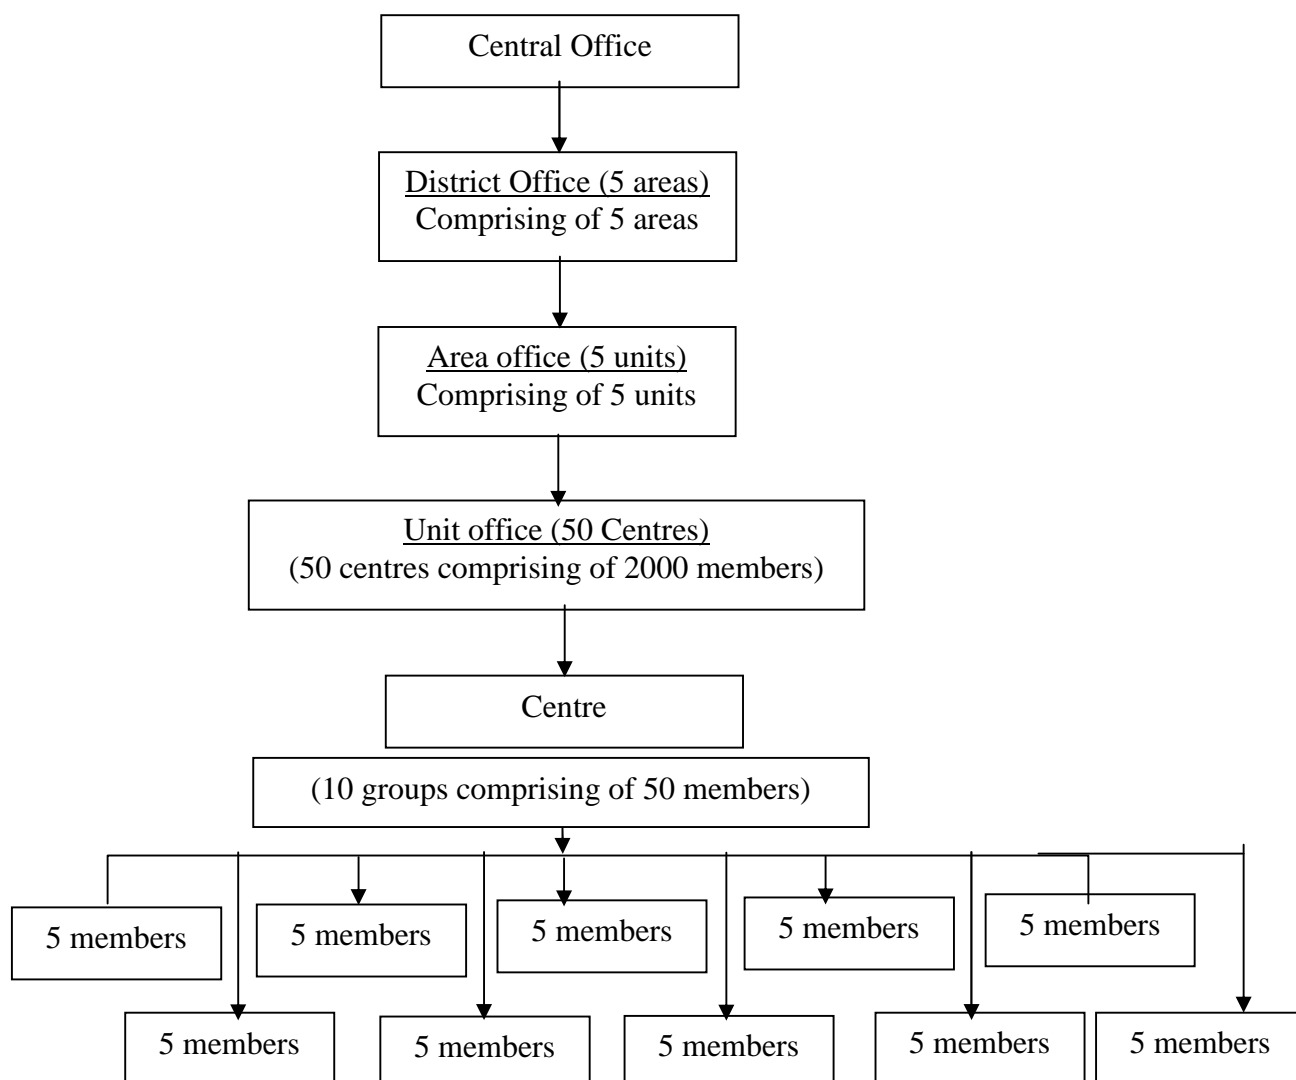 Central Office
District Office (5 areas)
Comprising of 5 areas
Area office (5 units)
Comprising of 5 units
Unit office (50 Centres)
(50 centres comprising of 2000 members)
Centre
(10 groups comprising of 50 members)
5 members
5 members
5 members
5 members
5 members
5 members
5 members
5 members
5 members
5 members